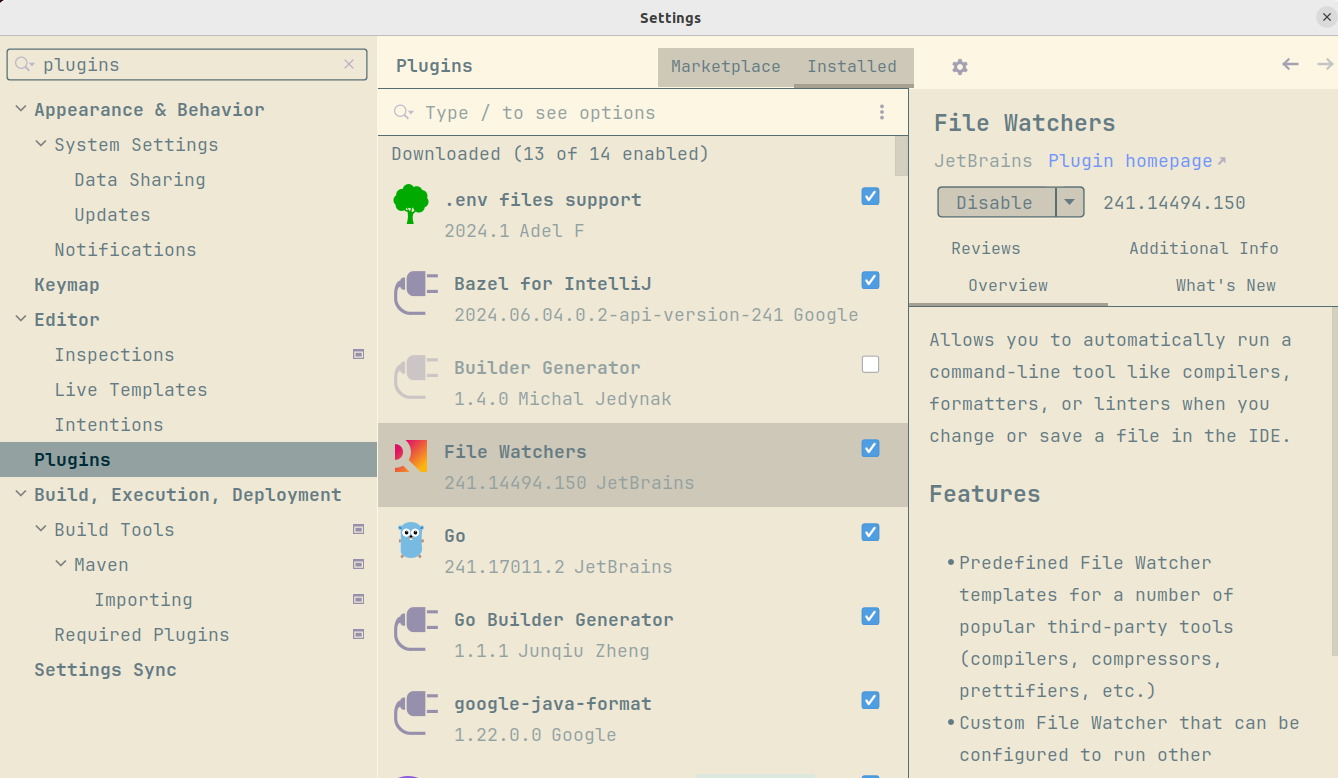 Settings
plugins
Appearance & Behavior
System Settings
Data Sharing
Updates
Notifications
Keymap
Editor
Inspections
Live Templates
Intentions
Plugins
Build, Execution, Deployment
Build Tools
Maven
Importing
Required Plugins
Settings Sync
Plugins
Marketplace Installed
Type / to see options
Downloaded (13 of 14 enabled)
.env files support
2024.1 Adel F
Bazel for IntelliJ
2024.06.04.0.2-api-version-241 Google
Builder Generator
1.4.0 Michal Jedynak
File Watchers
241.14494.150 JetBrains
Go
241.17011.2 JetBrains
Go Builder Generator
1.1.1 Junqiu Zheng
google-java-format
1.22.0.0 Google
File Watchers
JetBrains Plugin homepage
Disable 241.14494.150
Reviews Additional Info
Overview What's New
Allows you to automatically run a
command-line tool like compilers,
formatters, or linters when you
change or save a file in the IDE.
Features
Predefined File Watcher
templates for a number of
popular third-party tools
(compilers, compressors,
prettifiers, etc.)
Custom File Watcher that can be
configured to run other